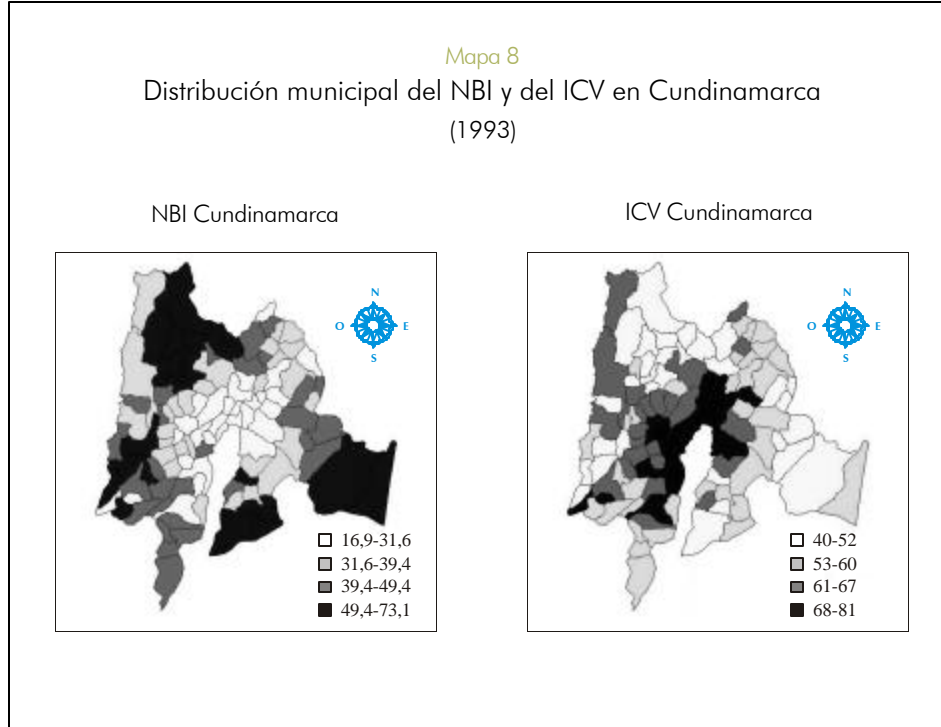 Mapa 8
Distribución municipal del NBI y del ICV en Cundinamarca
(1993)
NBI Cundinamarca
N
O E
S
16,9-31,6
31,6-39,4
39,4-49,4
49,4-73,1
ICV Cundinamarca
N
O E
S
40-52
53-60
61-67
68-81